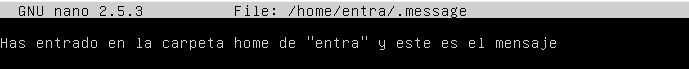 GNU nano 2.5.3 File: /home/entra/.message
Has entrado en la carpeta home de "entra" y este es el mensaje